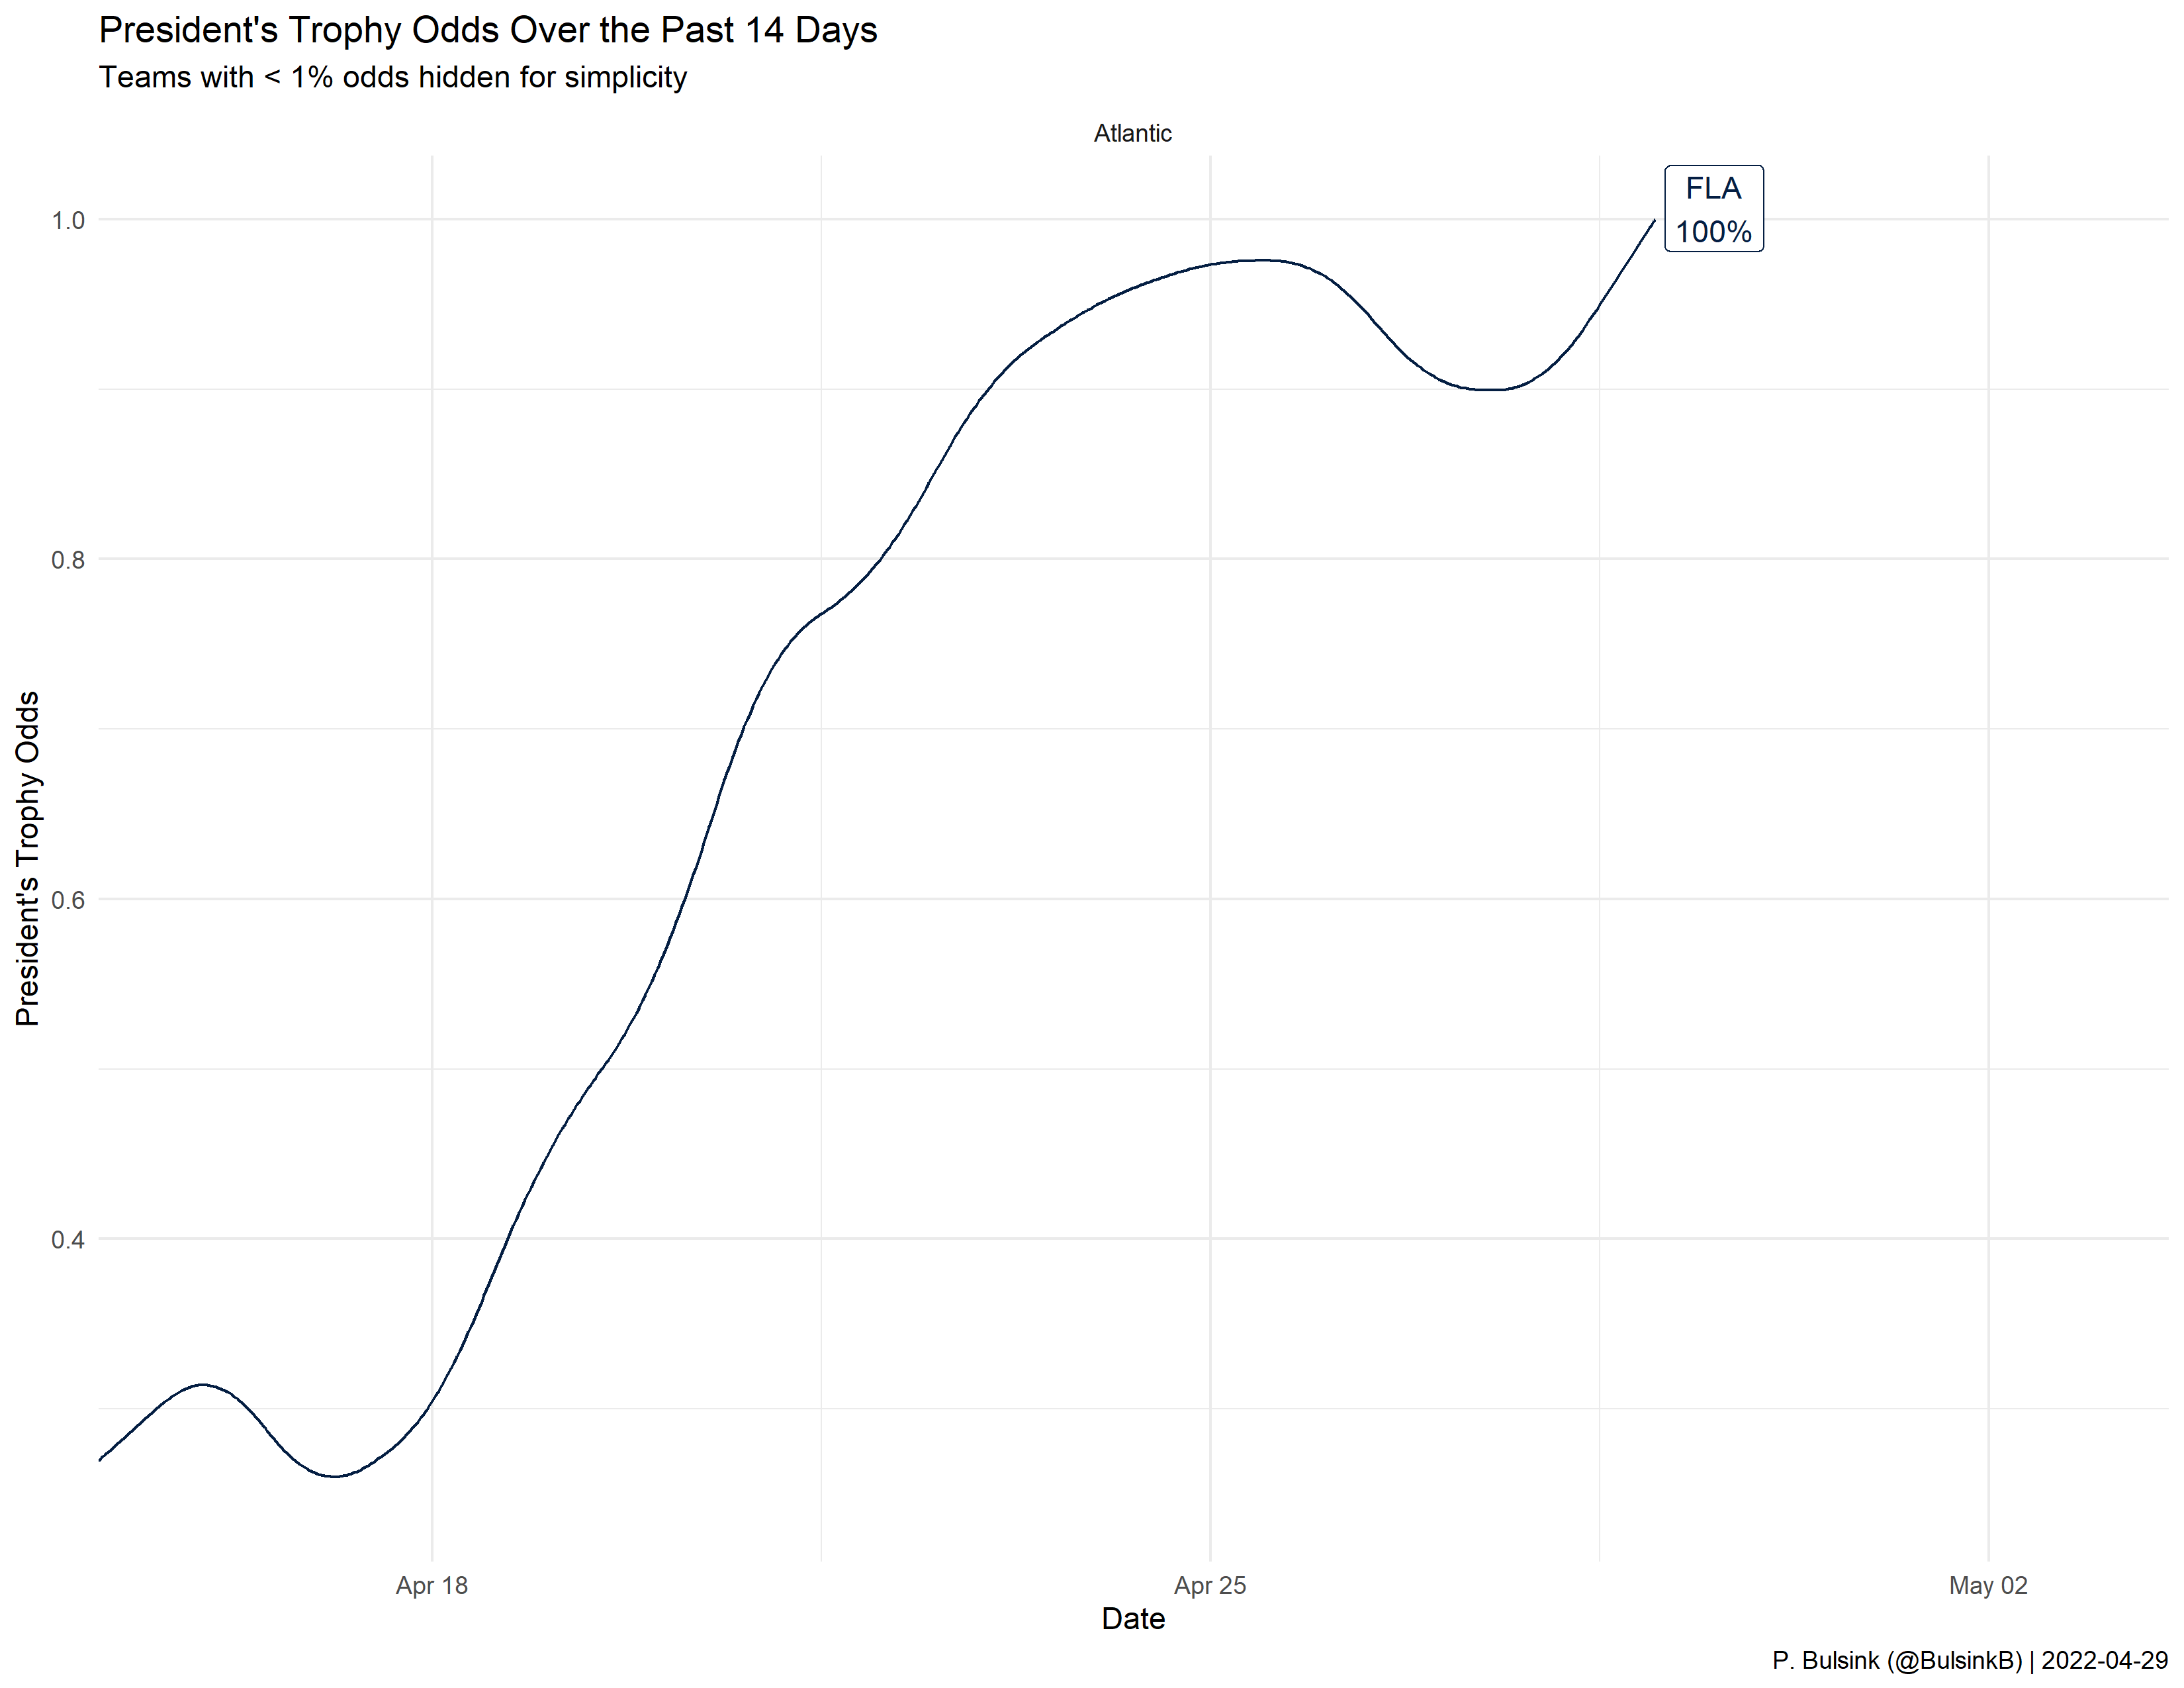 President's Trophy Odds Over the Past 14 Days
Teams with < 1% odds hidden for simplicity
Atlantic
FLA
100%
1.0
0.8
0.6
0.4
President's Trophy Odds
Apr 18
Apr 25
May 02
Date
P. Bulsink (@BulsinkB) | 2022-04-29